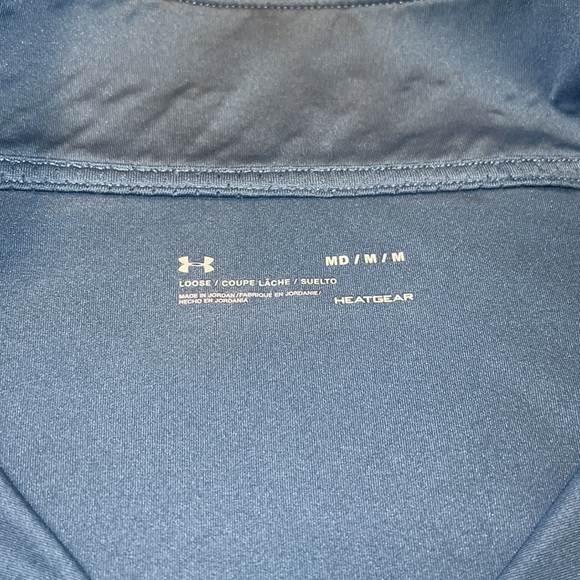 MD / M / M
LOOSE / COUPE LÂCHE / SUELTO
MADE IN JORDAN / FABRIQUÉ EN JORDANIE /
HECHO EN JORDANIA
HEATGEAR